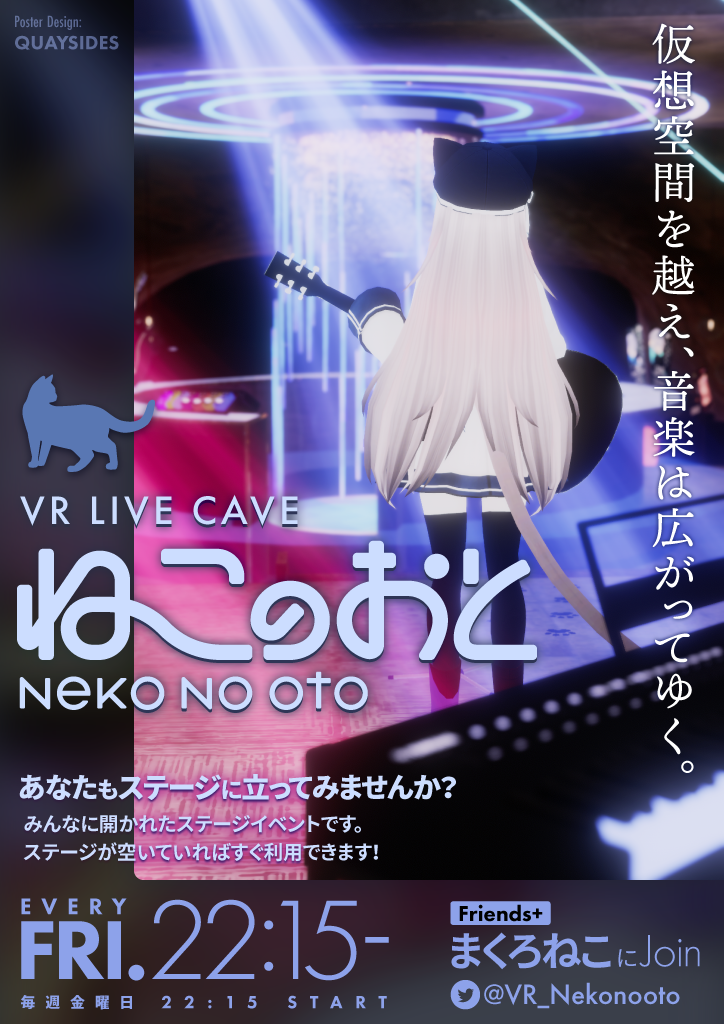 Poster Design:
QUAYSIDES
仮想空間を越え、音楽は広がってゆく。
VR LIVE CAVE
ねこのおと
NEKO NO OTO
あなたもステージに立ってみませんか?
みんなに開かれたステージイベントです。
ステージが空いていればすぐ利用できます!
EVERY
FRI. 22:15-
毎週金曜日 22:15 START
Friends+
まくろねこにJoin
@VR_Nekonooto